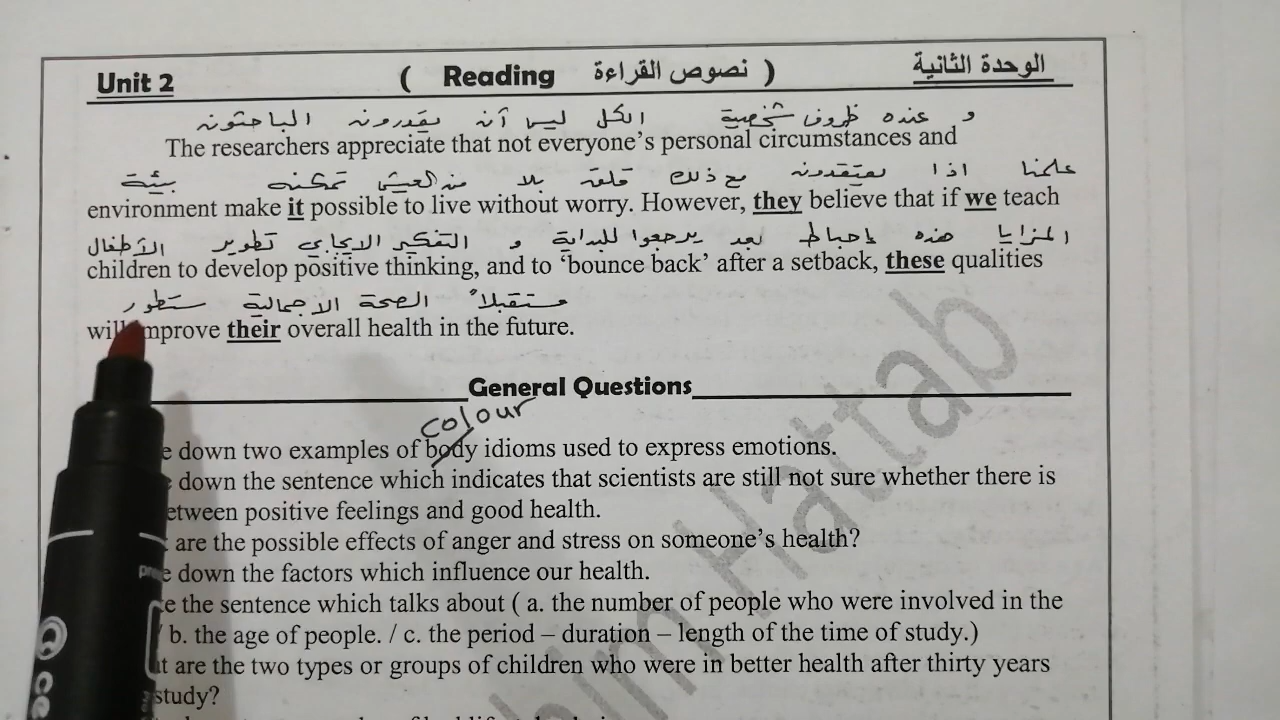 Unit 2 ( Reading نصوص القراءة ) الوحدة الثانية
و عنده ظروف شخصية الكل ليس أن يقدرونه الباحثونه
The researchers appreciate that not everyone's personal circumstances and
علمنا اذا يعتقدونه مع ذلك قلقة بلا من العيش تمكنه بيئة
environment make it possible to live without worry. However, they believe that if we teach
المزايا هذه إحباط بعد يرجعوا للبداية و التفكير الايجابي تطوير الأطفال
children to develop positive thinking, and to 'bounce back' after a setback, these qualities
مستقبلاً الصحة الاجمالية ستطور
will improve their overall health in the future.
General Questions
colour
e down two examples of body idioms used to express emotions.
down the sentence which indicates that scientists are still not sure whether there is
etween positive feelings and good health.
are the possible effects of anger and stress on someone's health?
e down the factors which influence our health.
e the sentence which talks about ( a. the number of people who were involved in the
/ b. the age of people. / c. the period – duration – length of the time of study.)
at are the two types or groups of children who were in better health after thirty years
study?